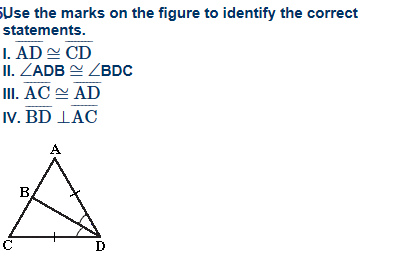 5Use the marks on the figure to identify the correct
statements.
I. AD ≅ CD
II. ∠ADB ≅ ∠BDC
III. AC ≅ AD
IV. BD ⊥AC
A
B
C D